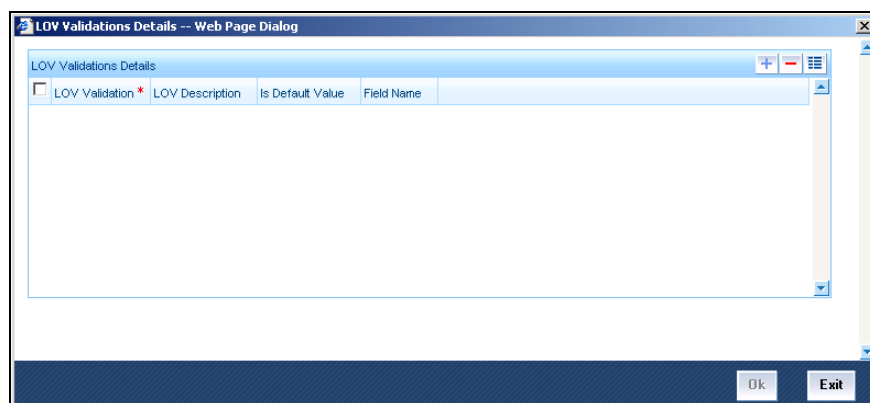 LOV Validations Details -- Web Page Dialog
LOV Validations Details
LOV Validation * LOV Description Is Default Value Field Name
Ok Exit